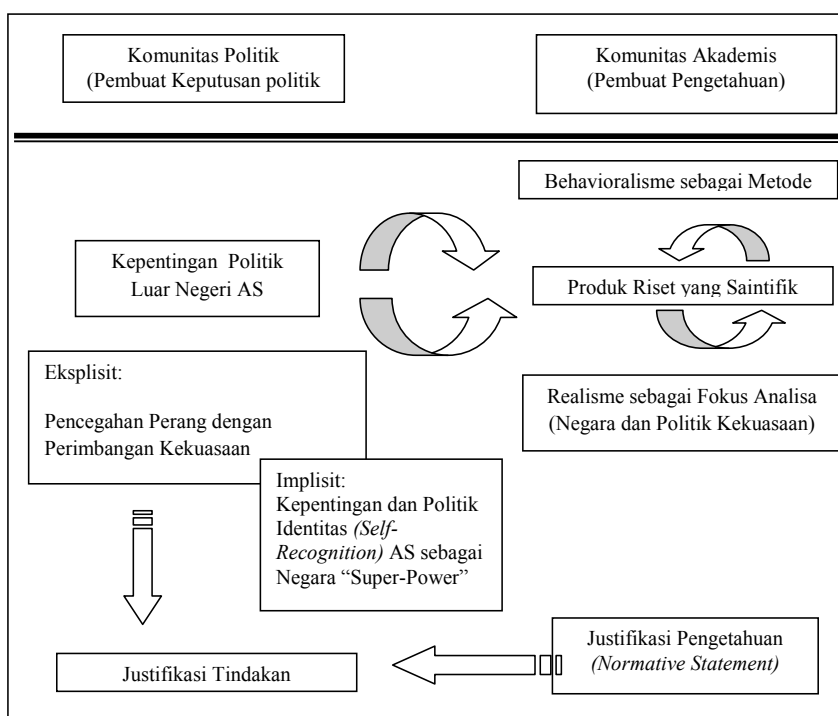 Komunitas Politik
(Pembuat Keputusan politik
Komunitas Akademis
(Pembuat Pengetahuan)
Behavioralisme sebagai Metode
Kepentingan Politik
Luar Negeri AS
Produk Riset yang Saintifik
Eksplisit:
Pencegahan Perang dengan
Perimbangan Kekuasaan
Realisme sebagai Fokus Analisa
(Negara dan Politik Kekuasaan)
Implisit:
Kepentingan dan Politik
Identitas (Self-
Recognition) AS sebagai
Negara “Super-Power”
Justifikasi Tindakan
Justifikasi Pengetahuan
(Normative Statement)